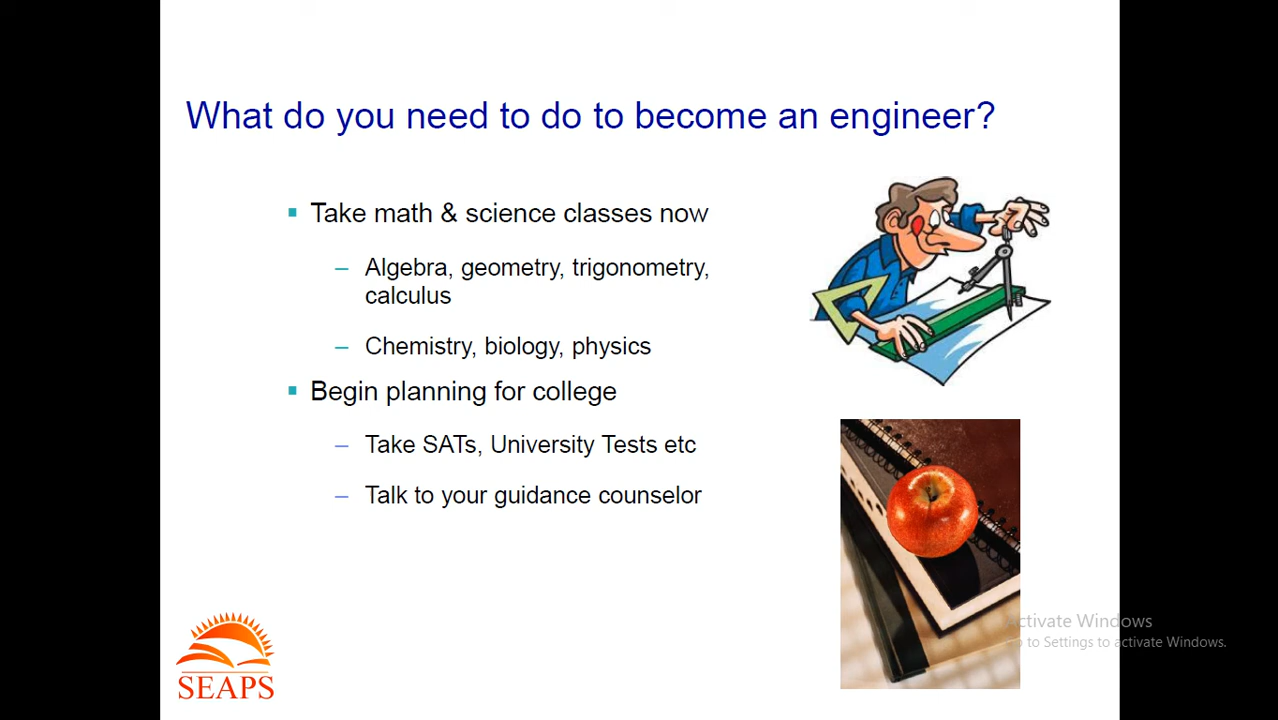 What do you need to do to become an engineer?
Take math & science classes now
– Algebra, geometry, trigonometry,
calculus
– Chemistry, biology, physics
Begin planning for college
– Take SATs, University Tests etc
– Talk to your guidance counselor
SEAPS
Activate Windows
to Settings to activate Windows.